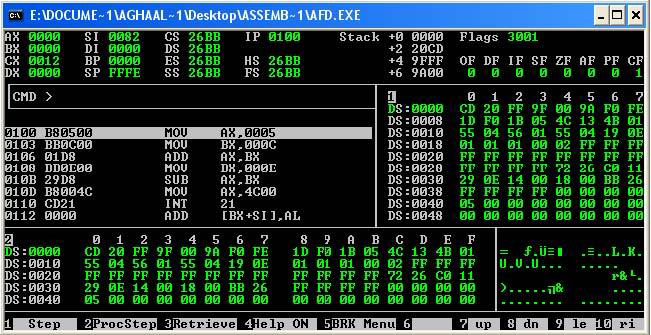 E:\DOCUME~1\AGHAAL~1\Desktop\ASSEMB~1\AFD.EXE
AX 0000 SI 0082 CS 26BB IP 0100 Stack +0 0000 Flags 3001
BX 0000 DI 0000 DS 26BB +2 20CD
CX 0012 BP 0000 ES 26BB HS 26BB +4 9FFF OF DF IF SF ZF AF PF CF
DX 0000 SP FFFE SS 26BB FS 26BB +6 9A00 0 0 0 0 0 0 0 1
CMD >
1 0 1 2 3 4 5 6 7
DS:0000 CD 20 FF 9F 00 9A F0 FE
DS:0008 1D F0 1B 05 4C 13 4B 01
0100 B80500 MOV AX,0005 DS:0010 55 04 56 01 55 04 19 0E
0103 BB0C00 MOV BX,000C DS:0018 01 01 01 00 02 FF FF FF
0106 01D8 ADD AX,BX DS:0020 FF FF FF FF FF FF FF FF
0108 BB0E00 MOV BX,000E DS:0028 FF FF FF FF 72 26 C0 11
010B 29D8 SUB AX,BX DS:0030 29 0E 14 00 18 00 BB 26
010D B8004C MOV AX,4C00 DS:0038 FF FF FF FF 00 00 00 00
0110 CD21 INT 21 DS:0040 05 00 00 00 00 00 00 00
0112 0000 ADD [BX+SI],AL DS:0048 00 00 00 00 00 00 00 00
2 0 1 2 3 4 5 6 7 8 9 A B C D E F
DS:0000 CD 20 FF 9F 00 9A F0 FE 1D F0 1B 05 4C 13 4B 01
DS:0010 55 04 56 01 55 04 19 0E 01 01 01 00 02 FF FF FF U.V.U...
DS:0020 FF FF FF FF FF FF FF FF FF FF FF FF 72 26 C0 11
DS:0030 29 0E 14 00 18 00 BB 26 FF FF FF FF 00 00 00 00
DS:0040 05 00 00 00 00 00 00 00 00 00 00 00 00 00 00 00
1 Step 2ProcStep 3Retrieve 4Help ON 5BRK Menu 6 7 up 8 dn 9 le 10 ri